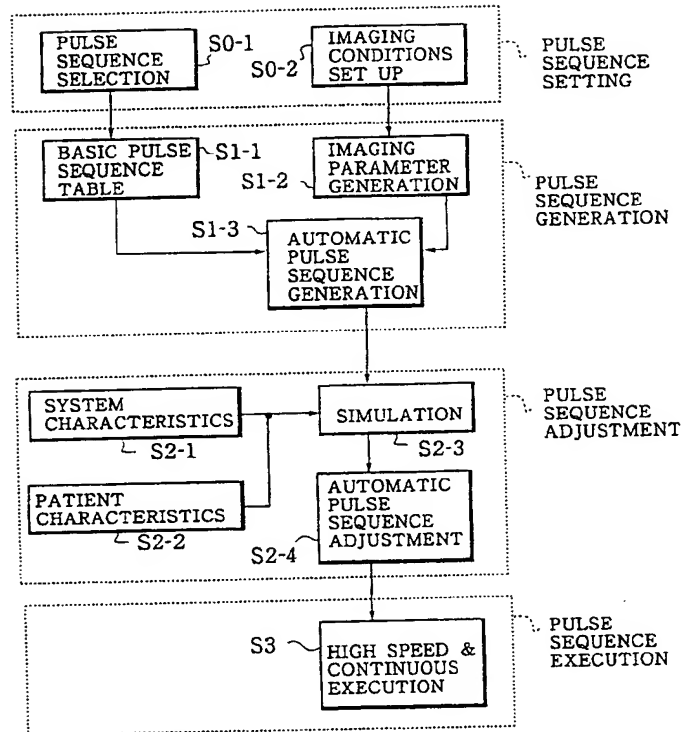 PULSE
SEQUENCE
SELECTION
S0-1
S0-2
IMAGING
CONDITIONS
SET UP
PULSE
SEQUENCE
SETTING
BASIC PULSE
SEQUENCE
TABLE
S1-1
S1-2
IMAGING
PARAMETER
GENERATION
PULSE
SEQUENCE
GENERATION
S1-3
AUTOMATIC
PULSE
SEQUENCE
GENERATION
SYSTEM
CHARACTERISTICS
S2-1
SIMULATION
S2-3
PULSE
SEQUENCE
ADJUSTMENT
PATIENT
CHARACTERISTICS
S2-2
AUTOMATIC
PULSE
SEQUENCE
ADJUSTMENT
S2-4
S3
HIGH SPEED &
CONTINUOUS
EXECUTION
PULSE
SEQUENCE
EXECUTION